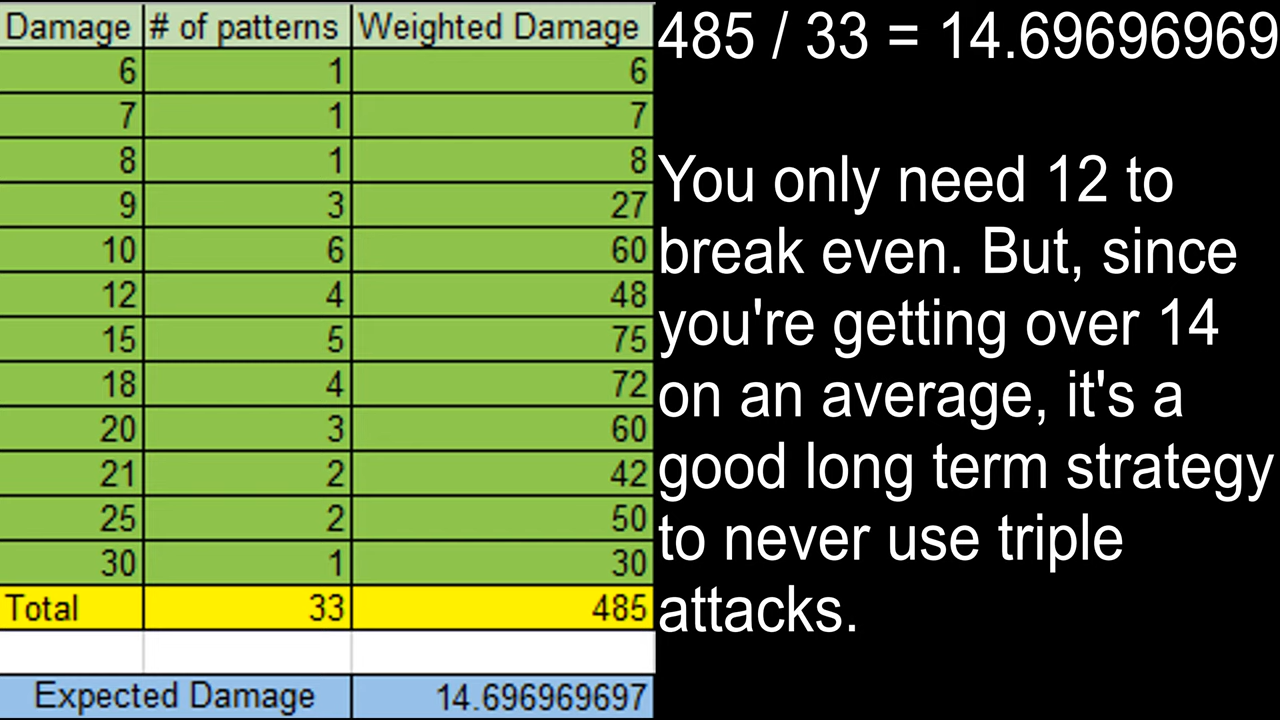 Damage # of patterns Weighted Damage
6 1 6
7 1 7
8 1 8
9 3 27
10 6 60
12 4 48
15 5 75
18 4 72
20 3 60
21 2 42
25 2 50
30 1 30
Total 33 485
Expected Damage 14.696969697
485 / 33 = 14.69696969
You only need 12 to
break even. But, since
you're getting over 14
on an average, it's a
good long term strategy
to never use triple
attacks.